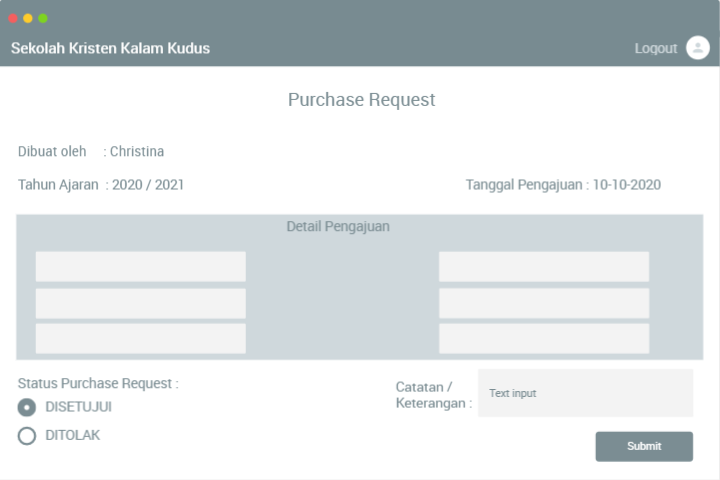 Sekolah Kristen Kalam Kudus
Logout
Purchase Request
Dibuat oleh : Christina
Tahun Ajaran : 2020 / 2021
Tanggal Pengajuan : 10-10-2020
Detail Pengajuan
Status Purchase Request :
DISETUJUI
DITOLAK
Catatan /
Keterangan :
Text input
Submit